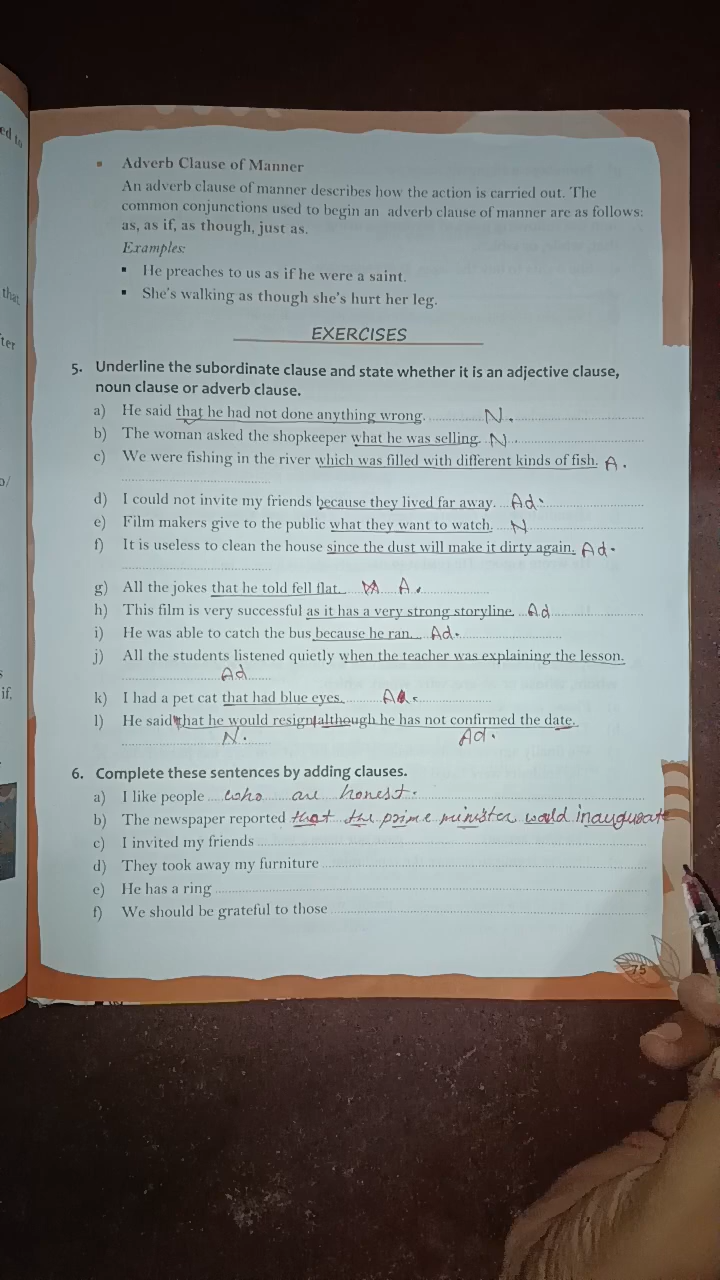 ed to
that
fter
if,
▪ Adverb Clause of Manner
An adverb clause of manner describes how the action is carried out. The
common conjunctions used to begin an adverb clause of manner are as follows:
as, as if, as though, just as.
Examples:
▪ He preaches to us as if he were a saint.
▪ She's walking as though she's hurt her leg.
EXERCISES
5. Underline the subordinate clause and state whether it is an adjective clause,
noun clause or adverb clause.
a) He said that he had not done anything wrong. N.
b) The woman asked the shopkeeper what he was selling. N
c) We were fishing in the river which was filled with different kinds of fish. A.
d) I could not invite my friends because they lived far away. Ad.
e) Film makers give to the public what they want to watch. N
f) It is useless to clean the house since the dust will make it dirty again. Ad.
g) All the jokes that he told fell flat. A.
h) This film is very successful as it has a very strong storyline. Ad
i) He was able to catch the bus because he ran. Ad.
j) All the students listened quietly when the teacher was explaining the lesson.
Ad
k) I had a pet cat that had blue eyes. A
l) He said that he would resign although he has not confirmed the date.
N. Ad.
6. Complete these sentences by adding clauses.
a) I like people who are honest.
b) The newspaper reported that the prime minister would inaugurate
c) I invited my friends
d) They took away my furniture
e) He has a ring
f) We should be grateful to those
75